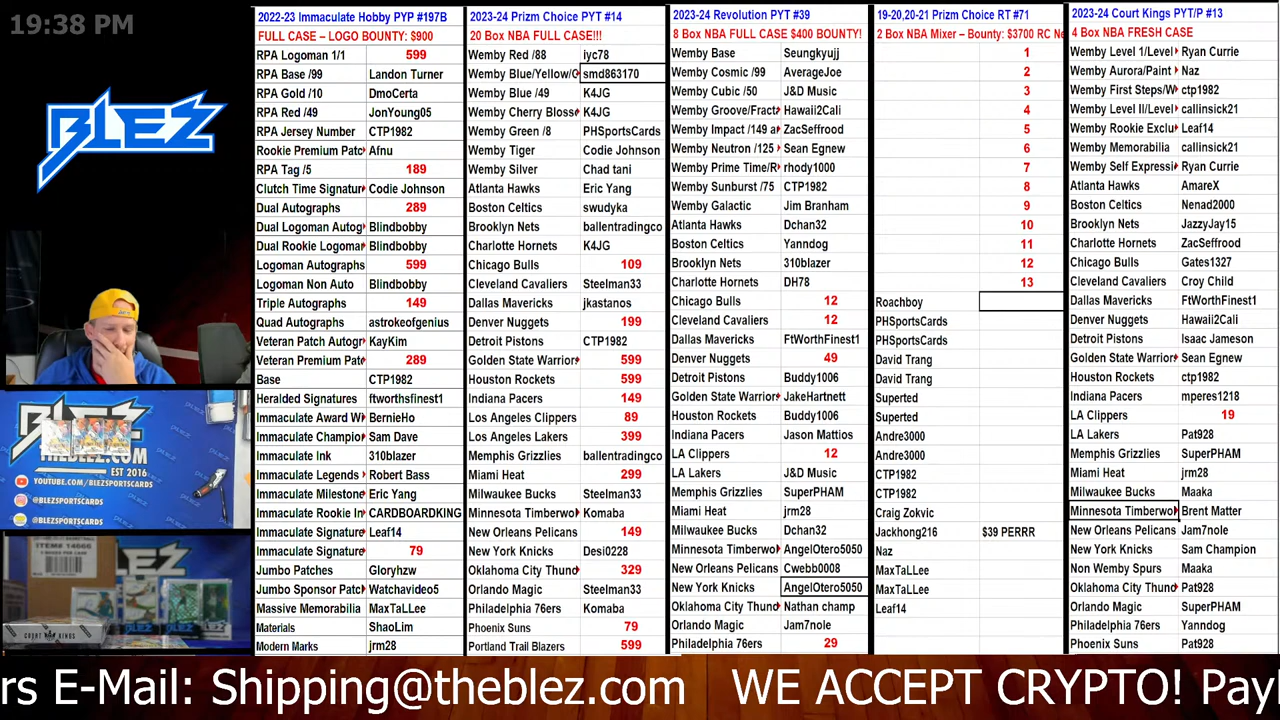 19:38 PM
BLEZ
BLEZ
EST 2016
YOUTUBE.COM/BLEZSPORTSCARDS
@BLEZSPORTSCARDS
@BLEZSPORTSCARDS
ITEM# 14666
COURT KINGS
2022-23 Immaculate Hobby PYP #197B
FULL CASE – LOGO BOUNTY: $900
RPA Logoman 1/1 599
RPA Base /99 Landon Turner
RPA Gold /10 DmoCerta
RPA Red /49 JonYoung05
RPA Jersey Number CTP1982
Rookie Premium Patc Afnu
RPA Tag /5 189
Clutch Time Signatur Codie Johnson
Dual Autographs 289
Dual Logoman Autog Blindbobby
Dual Rookie Logoma Blindbobby
Logoman Autographs 599
Logoman Non Auto Blindbobby
Triple Autographs 149
Quad Autographs astrokeofgenius
Veteran Patch Autogr KayKim
Veteran Premium Pat 289
Base CTP1982
Heralded Signatures ftworthsfinest1
Immaculate Award W BernieHo
Immaculate Champio Sam Dave
Immaculate Ink 310blazer
Immaculate Legends Robert Bass
Immaculate Milestone Eric Yang
Immaculate Rookie In CARDBOARDKING
Immaculate Signature Leaf14
Immaculate Signature 79
Jumbo Patches Gloryhzw
Jumbo Sponsor Patc Watchavideo5
Massive Memorabilia MaxTaLLee
Materials ShaoLim
Modern Marks jrm28
2023-24 Prizm Choice PYT #14
20 Box NBA FULL CASE!!!
Wemby Red /88 iyc78
Wemby Blue/Yellow/G smd863170
Wemby Blue /49 K4JG
Wemby Cherry Bloss K4JG
Wemby Green /8 PHSportsCards
Wemby Tiger Codie Johnson
Wemby Silver Chad tani
Atlanta Hawks Eric Yang
Boston Celtics swudyka
Brooklyn Nets ballentradingco
Charlotte Hornets K4JG
Chicago Bulls 109
Cleveland Cavaliers Steelman33
Dallas Mavericks jkastanos
Denver Nuggets 199
Detroit Pistons CTP1982
Golden State Warrior 599
Houston Rockets 599
Indiana Pacers 149
Los Angeles Clippers 89
Los Angeles Lakers 399
Memphis Grizzlies ballentradingco
Miami Heat 299
Milwaukee Bucks Steelman33
Minnesota Timberwo Komaba
New Orleans Pelicans 149
New York Knicks Desi0228
Oklahoma City Thund 329
Orlando Magic Steelman33
Philadelphia 76ers Komaba
Phoenix Suns 79
Portland Trail Blazers 599
2023-24 Revolution PYT #39
8 Box NBA FULL CASE $400 BOUNTY!
Wemby Base Seungkyujj
Wemby Cosmic /99 AverageJoe
Wemby Cubic /50 J&D Music
Wemby Groove/Fract Hawaii2Cali
Wemby Impact /149 a ZacSeffrood
Wemby Neutron /125 Sean Egnew
Wemby Prime Time/R rhody1000
Wemby Sunburst /75 CTP1982
Wemby Galactic Jim Branham
Atlanta Hawks Dchan32
Boston Celtics Yanndog
Brooklyn Nets 310blazer
Charlotte Hornets DH78
Chicago Bulls 12
Cleveland Cavaliers 12
Dallas Mavericks FtWorthFinest1
Denver Nuggets 49
Detroit Pistons Buddy1006
Golden State Warrior JakeHartnett
Houston Rockets Buddy1006
Indiana Pacers Jason Mattios
LA Clippers 12
LA Lakers J&D Music
Memphis Grizzlies SuperPHAM
Miami Heat jrm28
Milwaukee Bucks Dchan32
Minnesota Timberwo AngelOtero5050
New Orleans Pelicans Cwebb0008
New York Knicks AngelOtero5050
Oklahoma City Thund Nathan champ
Orlando Magic Jam7nole
Philadelphia 76ers 29
19-20,20-21 Prizm Choice RT #71
2 Box NBA Mixer – Bounty: $3700 RC Ne
1
2
3
4
5
6
7
8
9
10
11
12
13
Roachboy
PHSportsCards
PHSportsCards
David Trang
David Trang
Superted
Superted
Andre3000
Andre3000
CTP1982
CTP1982
Craig Zokvic
Jackhong216 $39 PERRR
Naz
MaxTaLLee
MaxTaLLee
Leaf14
2023-24 Court Kings PYT/P #13
4 Box NBA FRESH CASE
Wemby Level 1/Level Ryan Currie
Wemby Aurora/Paint Naz
Wemby First Steps/W ctp1982
Wemby Level II/Level callinsick21
Wemby Rookie Exclu Leaf14
Wemby Memorabilia callinsick21
Wemby Self Expressi Ryan Currie
Atlanta Hawks AmareX
Boston Celtics Nenad2000
Brooklyn Nets JazzyJay15
Charlotte Hornets ZacSeffrood
Chicago Bulls Gates1327
Cleveland Cavaliers Croy Child
Dallas Mavericks FtWorthFinest1
Denver Nuggets Hawaii2Cali
Detroit Pistons Isaac Jameson
Golden State Warrior Sean Egnew
Houston Rockets ctp1982
Indiana Pacers mperes1218
LA Clippers 19
LA Lakers Pat928
Memphis Grizzlies SuperPHAM
Miami Heat jrm28
Milwaukee Bucks Maaka
Minnesota Timberwo Brent Matter
New Orleans Pelicans Jam7nole
New York Knicks Sam Champion
Non Wemby Spurs Maaka
Oklahoma City Thund Pat928
Orlando Magic SuperPHAM
Philadelphia 76ers Yanndog
Phoenix Suns Pat928
rs E-Mail: Shipping@theblez.com WE ACCEPT CRYPTO! Pay